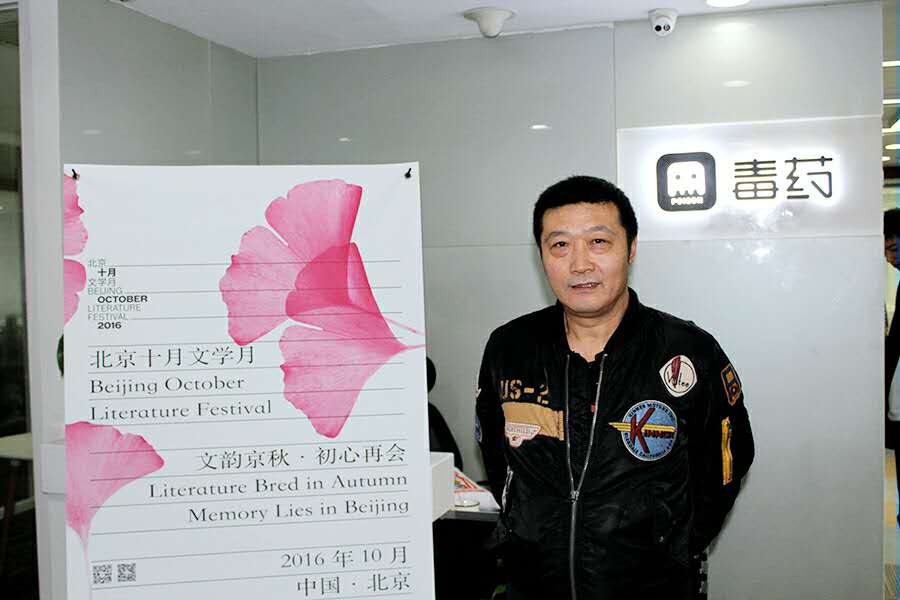 北京
十月
文学月
BEIJING
OCTOBER
LITERATURE
FESTIVAL
2016
北京十月文学月
Beijing October
Literature Festival
文韵京秋·初心再会
Literature Bred in Autumn
Memory Lies in Beijing
2016 年 10 月
中国·北京
POISON
毒药
US-2
KINNER